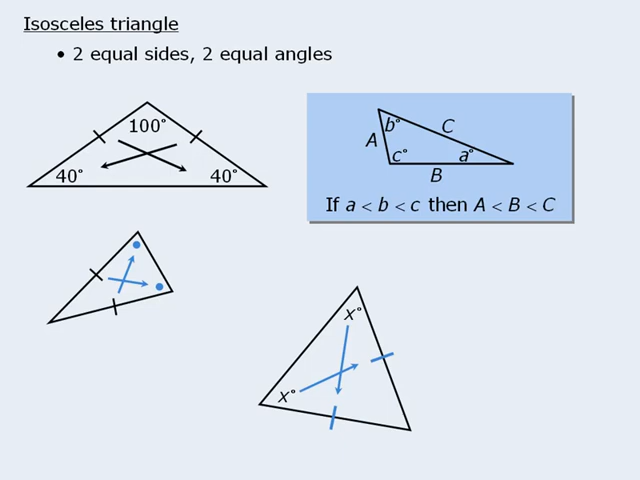 Isosceles triangle
• 2 equal sides, 2 equal angles
100°
40°
40°
b°
C
A
c°
a°
B
If a < b < c then A < B < C
x°
x°